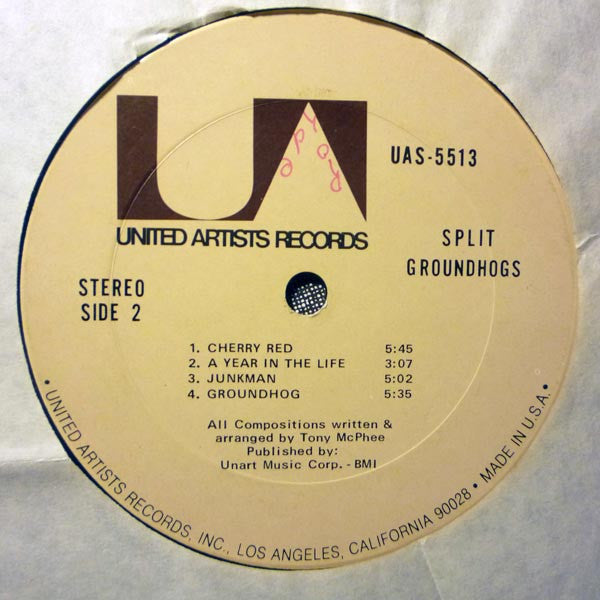 UA
UAS-5513
UNITED ARTISTS RECORDS
SPLIT
GROUNDHOGS
STEREO
SIDE 2
1. CHERRY RED 5:45
2. A YEAR IN THE LIFE 3:07
3. JUNKMAN 5:02
4. GROUNDHOG 5:35
All Compositions written &
arranged by Tony McPhee
Published by:
Unart Music Corp. - BMI
• UNITED ARTISTS RECORDS, INC., LOS ANGELES, CALIFORNIA 90028 • MADE IN U.S.A. •